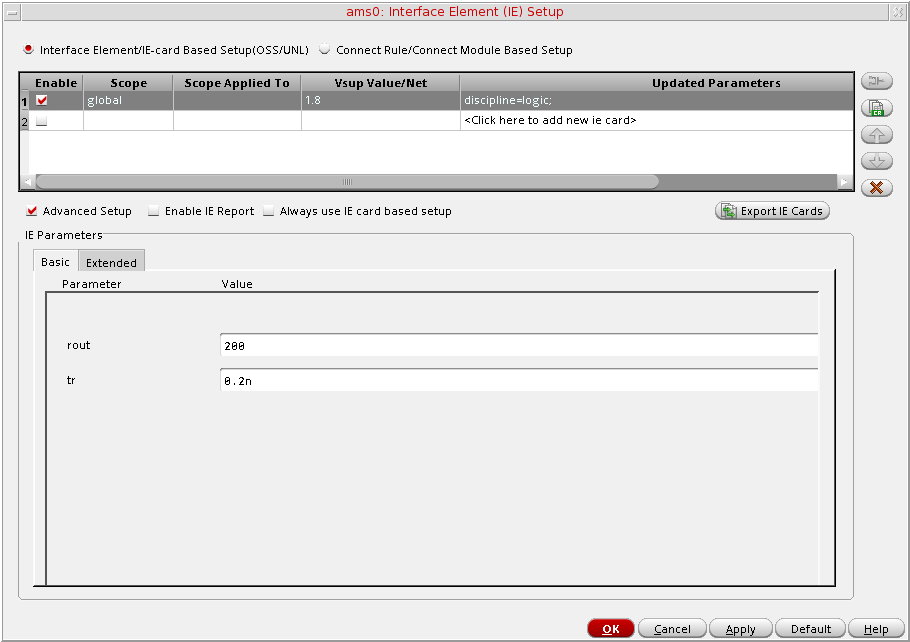 ams0: Interface Element (IE) Setup
Interface Element/IE-card Based Setup(OSS/UNL) Connect Rule/Connect Module Based Setup
Enable Scope Scope Applied To Vsup Value/Net Updated Parameters
1 global 1.8 discipline=logic;
2 <Click here to add new ie card>
CR
Advanced Setup Enable IE Report Always use IE card based setup Export IE Cards
IE Parameters
Basic Extended
Parameter Value
rout 200
tr 0.2n
OK Cancel Apply Default Help